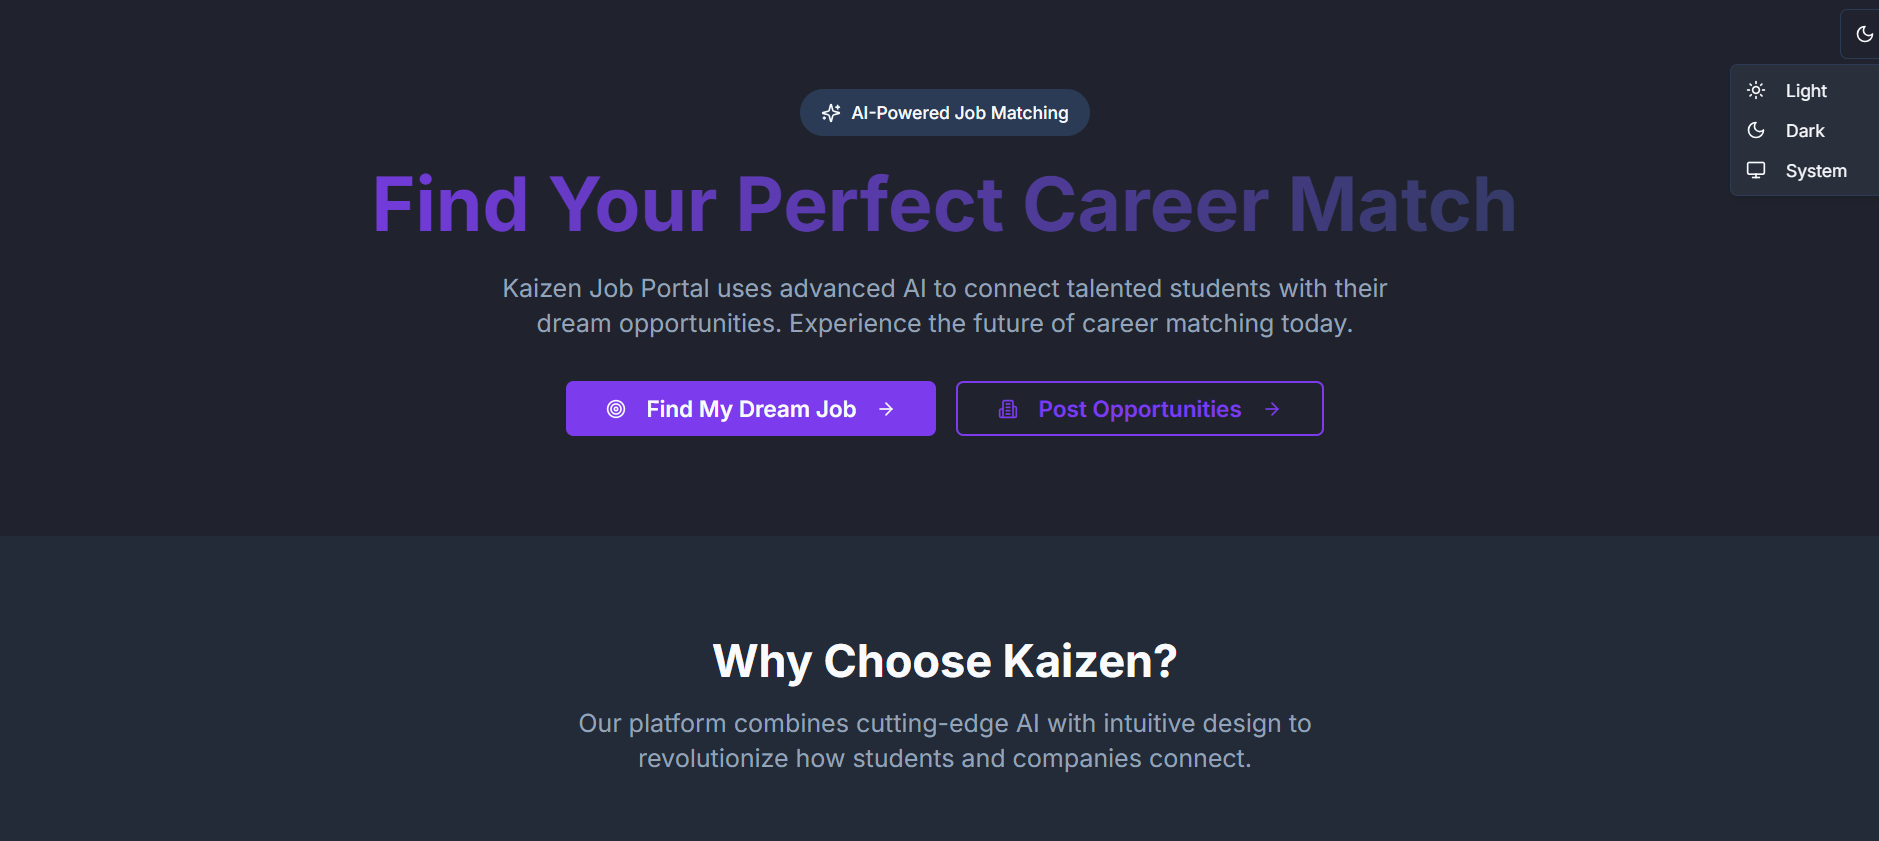 AI-Powered Job Matching
Find Your Perfect Career Match
Kaizen Job Portal uses advanced AI to connect talented students with their
dream opportunities. Experience the future of career matching today.
Find My Dream Job
Post Opportunities
Light
Dark
System
Why Choose Kaizen?
Our platform combines cutting-edge AI with intuitive design to
revolutionize how students and companies connect.